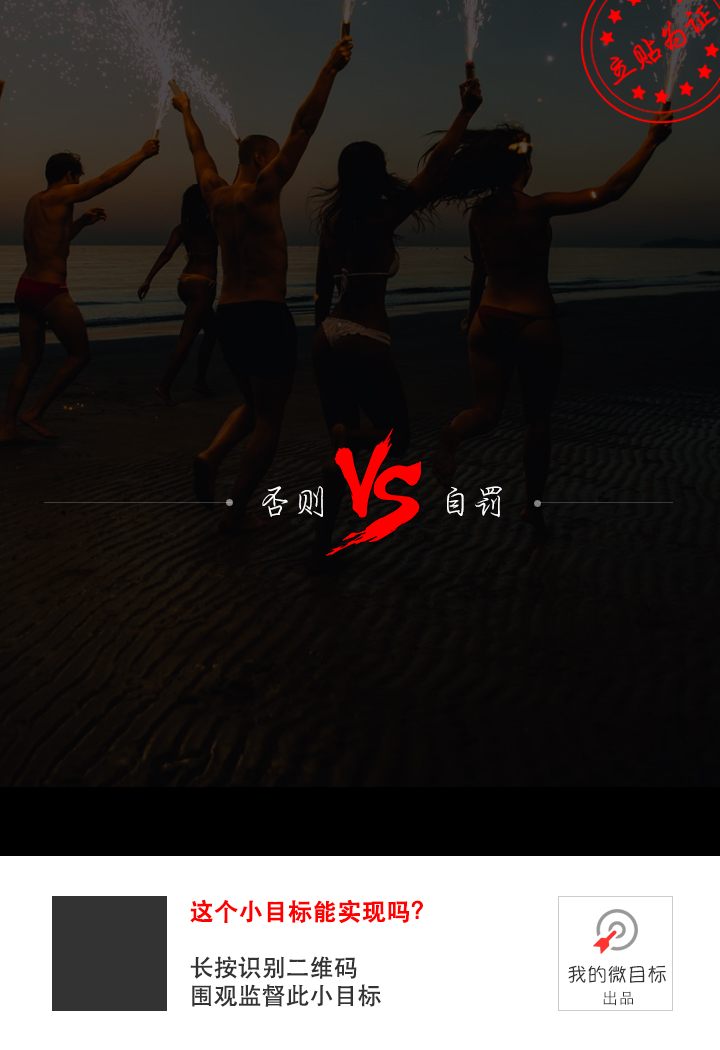 立贴为证
否则 VS 自罚
这个小目标能实现吗?
长按识别二维码
围观监督此小目标
我的微目标
出品